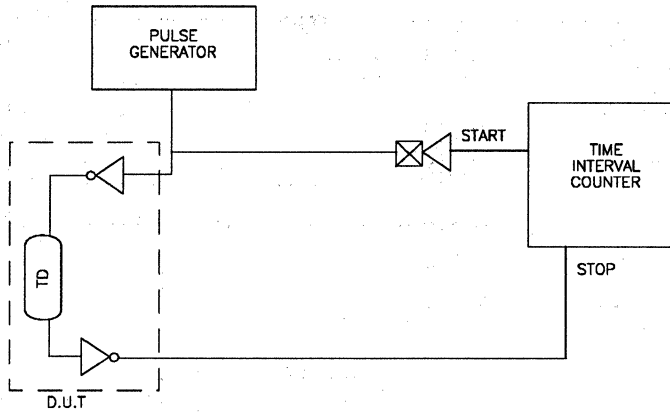 PULSE
GENERATOR
START
TIME
INTERVAL
COUNTER
STOP
TD
D.U.T